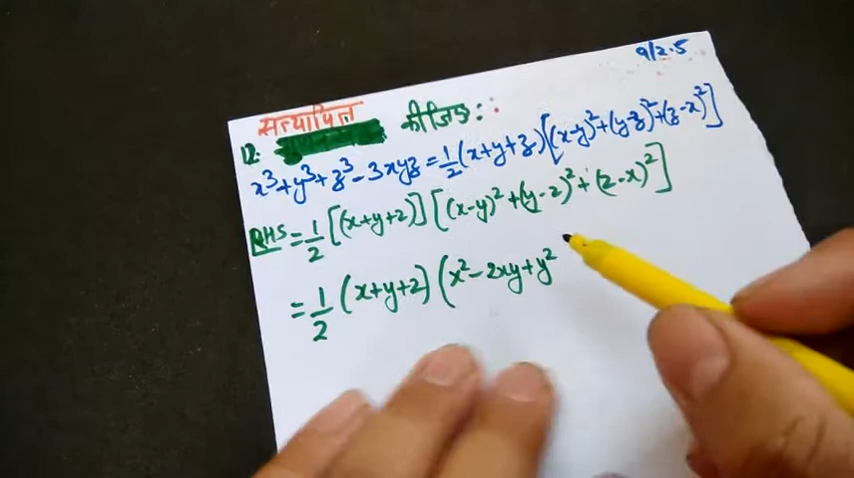 9/2.5
सत्यापित कीजिए:
12. x³+y³+z³-3xyz=1/2(x+y+z)[(x-y)²+(y-z)²+(z-x)²]
RHS = 1/2 [(x+y+z)] [(x-y)²+(y-z)²+(z-x)²]
= 1/2 (x+y+z) (x²-2xy+y²